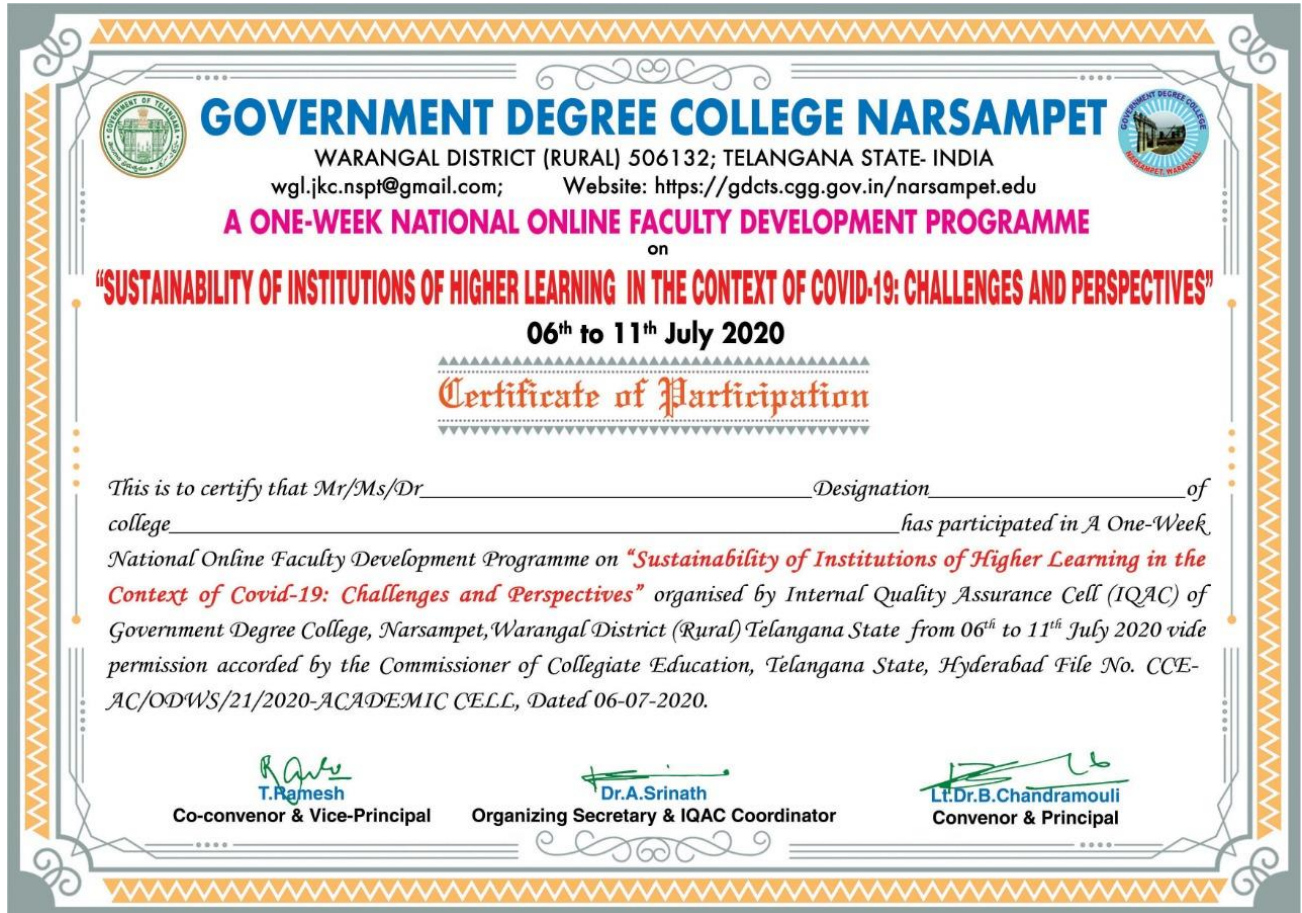 GOVERNMENT OF TELANGANA
GOVERNMENT DEGREE COLLEGE NARSAMPET
GOVERNMENT DEGREE COLLEGE
NARSAMPET, WARANGAL
WARANGAL DISTRICT (RURAL) 506132; TELANGANA STATE- INDIA
wgl.jkc.nspt@gmail.com; Website: https://gdcts.cgg.gov.in/narsampet.edu
A ONE-WEEK NATIONAL ONLINE FACULTY DEVELOPMENT PROGRAMME
on
“SUSTAINABILITY OF INSTITUTIONS OF HIGHER LEARNING IN THE CONTEXT OF COVID-19: CHALLENGES AND PERSPECTIVES”
06th to 11th July 2020
Certificate of Participation
This is to certify that Mr/Ms/Dr Designation of
college has participated in A One-Week
National Online Faculty Development Programme on “Sustainability of Institutions of Higher Learning in the
Context of Covid-19: Challenges and Perspectives” organised by Internal Quality Assurance Cell (IQAC) of
Government Degree College, Narsampet,Warangal District (Rural) Telangana State from 06th to 11th July 2020 vide
permission accorded by the Commissioner of Collegiate Education, Telangana State, Hyderabad File No. CCE-
AC/ODWS/21/2020-ACADEMIC CELL, Dated 06-07-2020.
T.Ramesh Dr.A.Srinath Lt.Dr.B.Chandramouli
Co-convenor & Vice-Principal Organizing Secretary & IQAC Coordinator Convenor & Principal